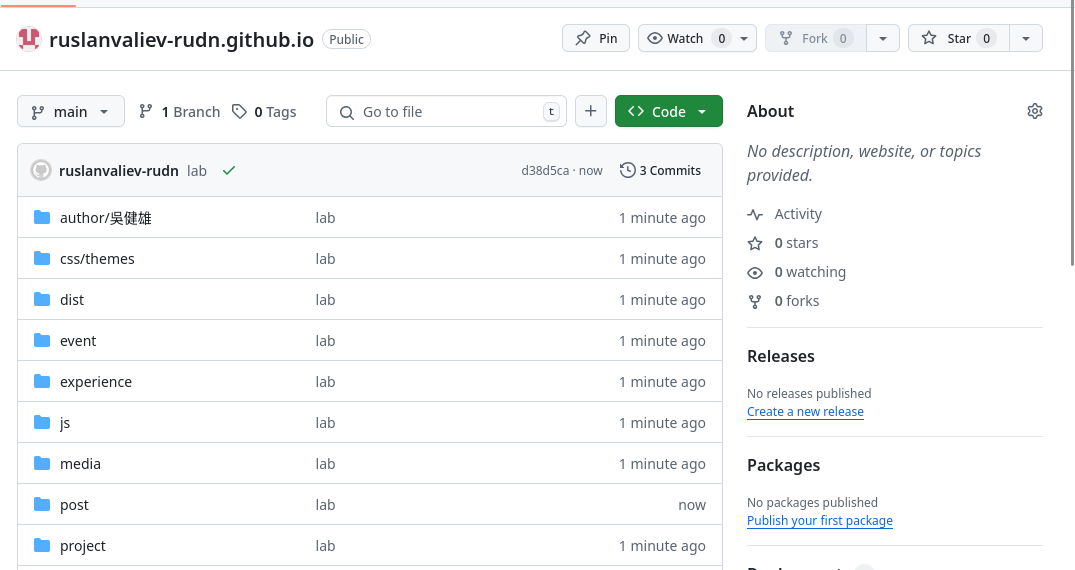 ruslanvaliev-rudn.github.io Public Pin Watch 0 Fork 0 Star 0
main 1 Branch 0 Tags Go to file t + Code
ruslanvaliev-rudn lab d38d5ca · now 3 Commits
author/吳健雄 lab 1 minute ago
css/themes lab 1 minute ago
dist lab 1 minute ago
event lab 1 minute ago
experience lab 1 minute ago
js lab 1 minute ago
media lab 1 minute ago
post lab now
project lab 1 minute ago
About
No description, website, or topics
provided.
Activity
0 stars
0 watching
0 forks
Releases
No releases published
Create a new release
Packages
No packages published
Publish your first package